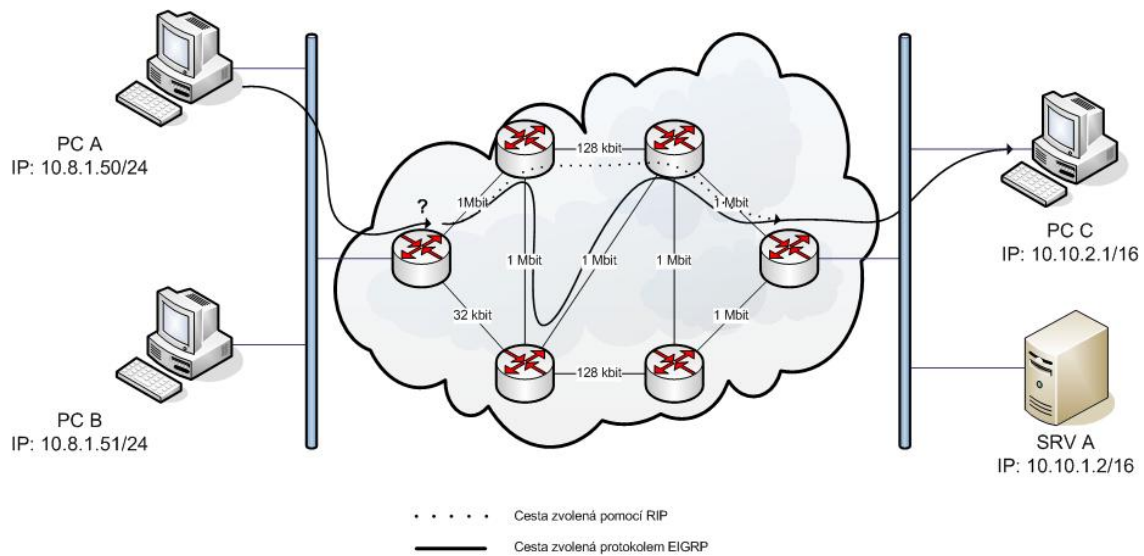 PC A
IP: 10.8.1.50/24
PC B
IP: 10.8.1.51/24
?
128 kbit
1Mbit
1 Mbit
1 Mbit
1 Mbit
1 Mbit
32 kbit
1 Mbit
128 kbit
PC C
IP: 10.10.2.1/16
SRV A
IP: 10.10.1.2/16
Cesta zvolená pomocí RIP
Cesta zvolená protokolem EIGRP